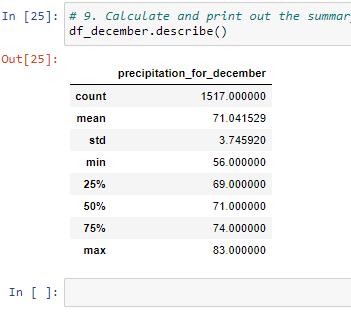 In [25]: # 9. Calculate and print out the summar
df_december.describe()
Out[25]:
precipitation_for_december
count 1517.000000
mean 71.041529
std 3.745920
min 56.000000
25% 69.000000
50% 71.000000
75% 74.000000
max 83.000000
In [ ]: